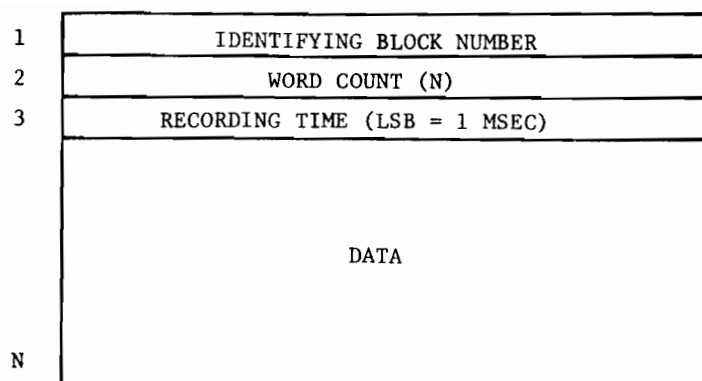 1 IDENTIFYING BLOCK NUMBER
2 WORD COUNT (N)
3 RECORDING TIME (LSB = 1 MSEC)
DATA
N